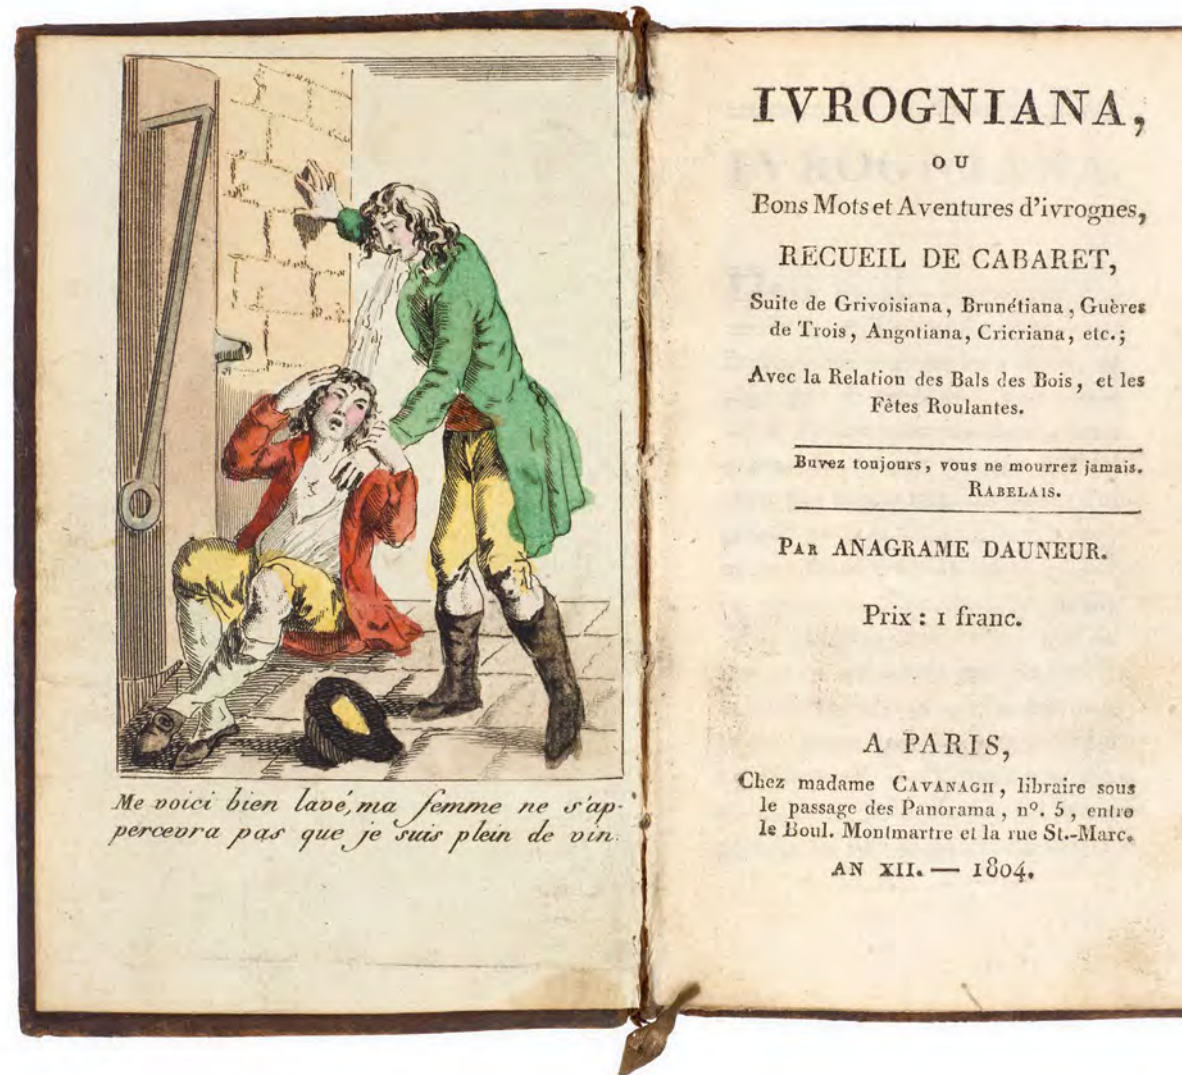 Me voici bien lavé, ma femme ne s'ap-
percevra pas que je suis plein de vin.
IVROGNIANA,
OU
Bons Mots et Aventures d'ivrognes,
RECUEIL DE CABARET,
Suite de Grivoisiana, Brunétiana, Guères
de Trois, Angotiana, Cricriana, etc.;
Avec la Relation des Bals des Bois, et les
Fêtes Roulantes.
Buvez toujours, vous ne mourrez jamais.
RABELAIS.
PAR ANAGRAME DAUNEUR.
Prix : 1 franc.
A PARIS,
Chez madame CAVANAGH, libraire sous
le passage des Panorama, n°. 5, entre
le Boul. Montmartre et la rue St.-Marc.
AN XII. — 1804.